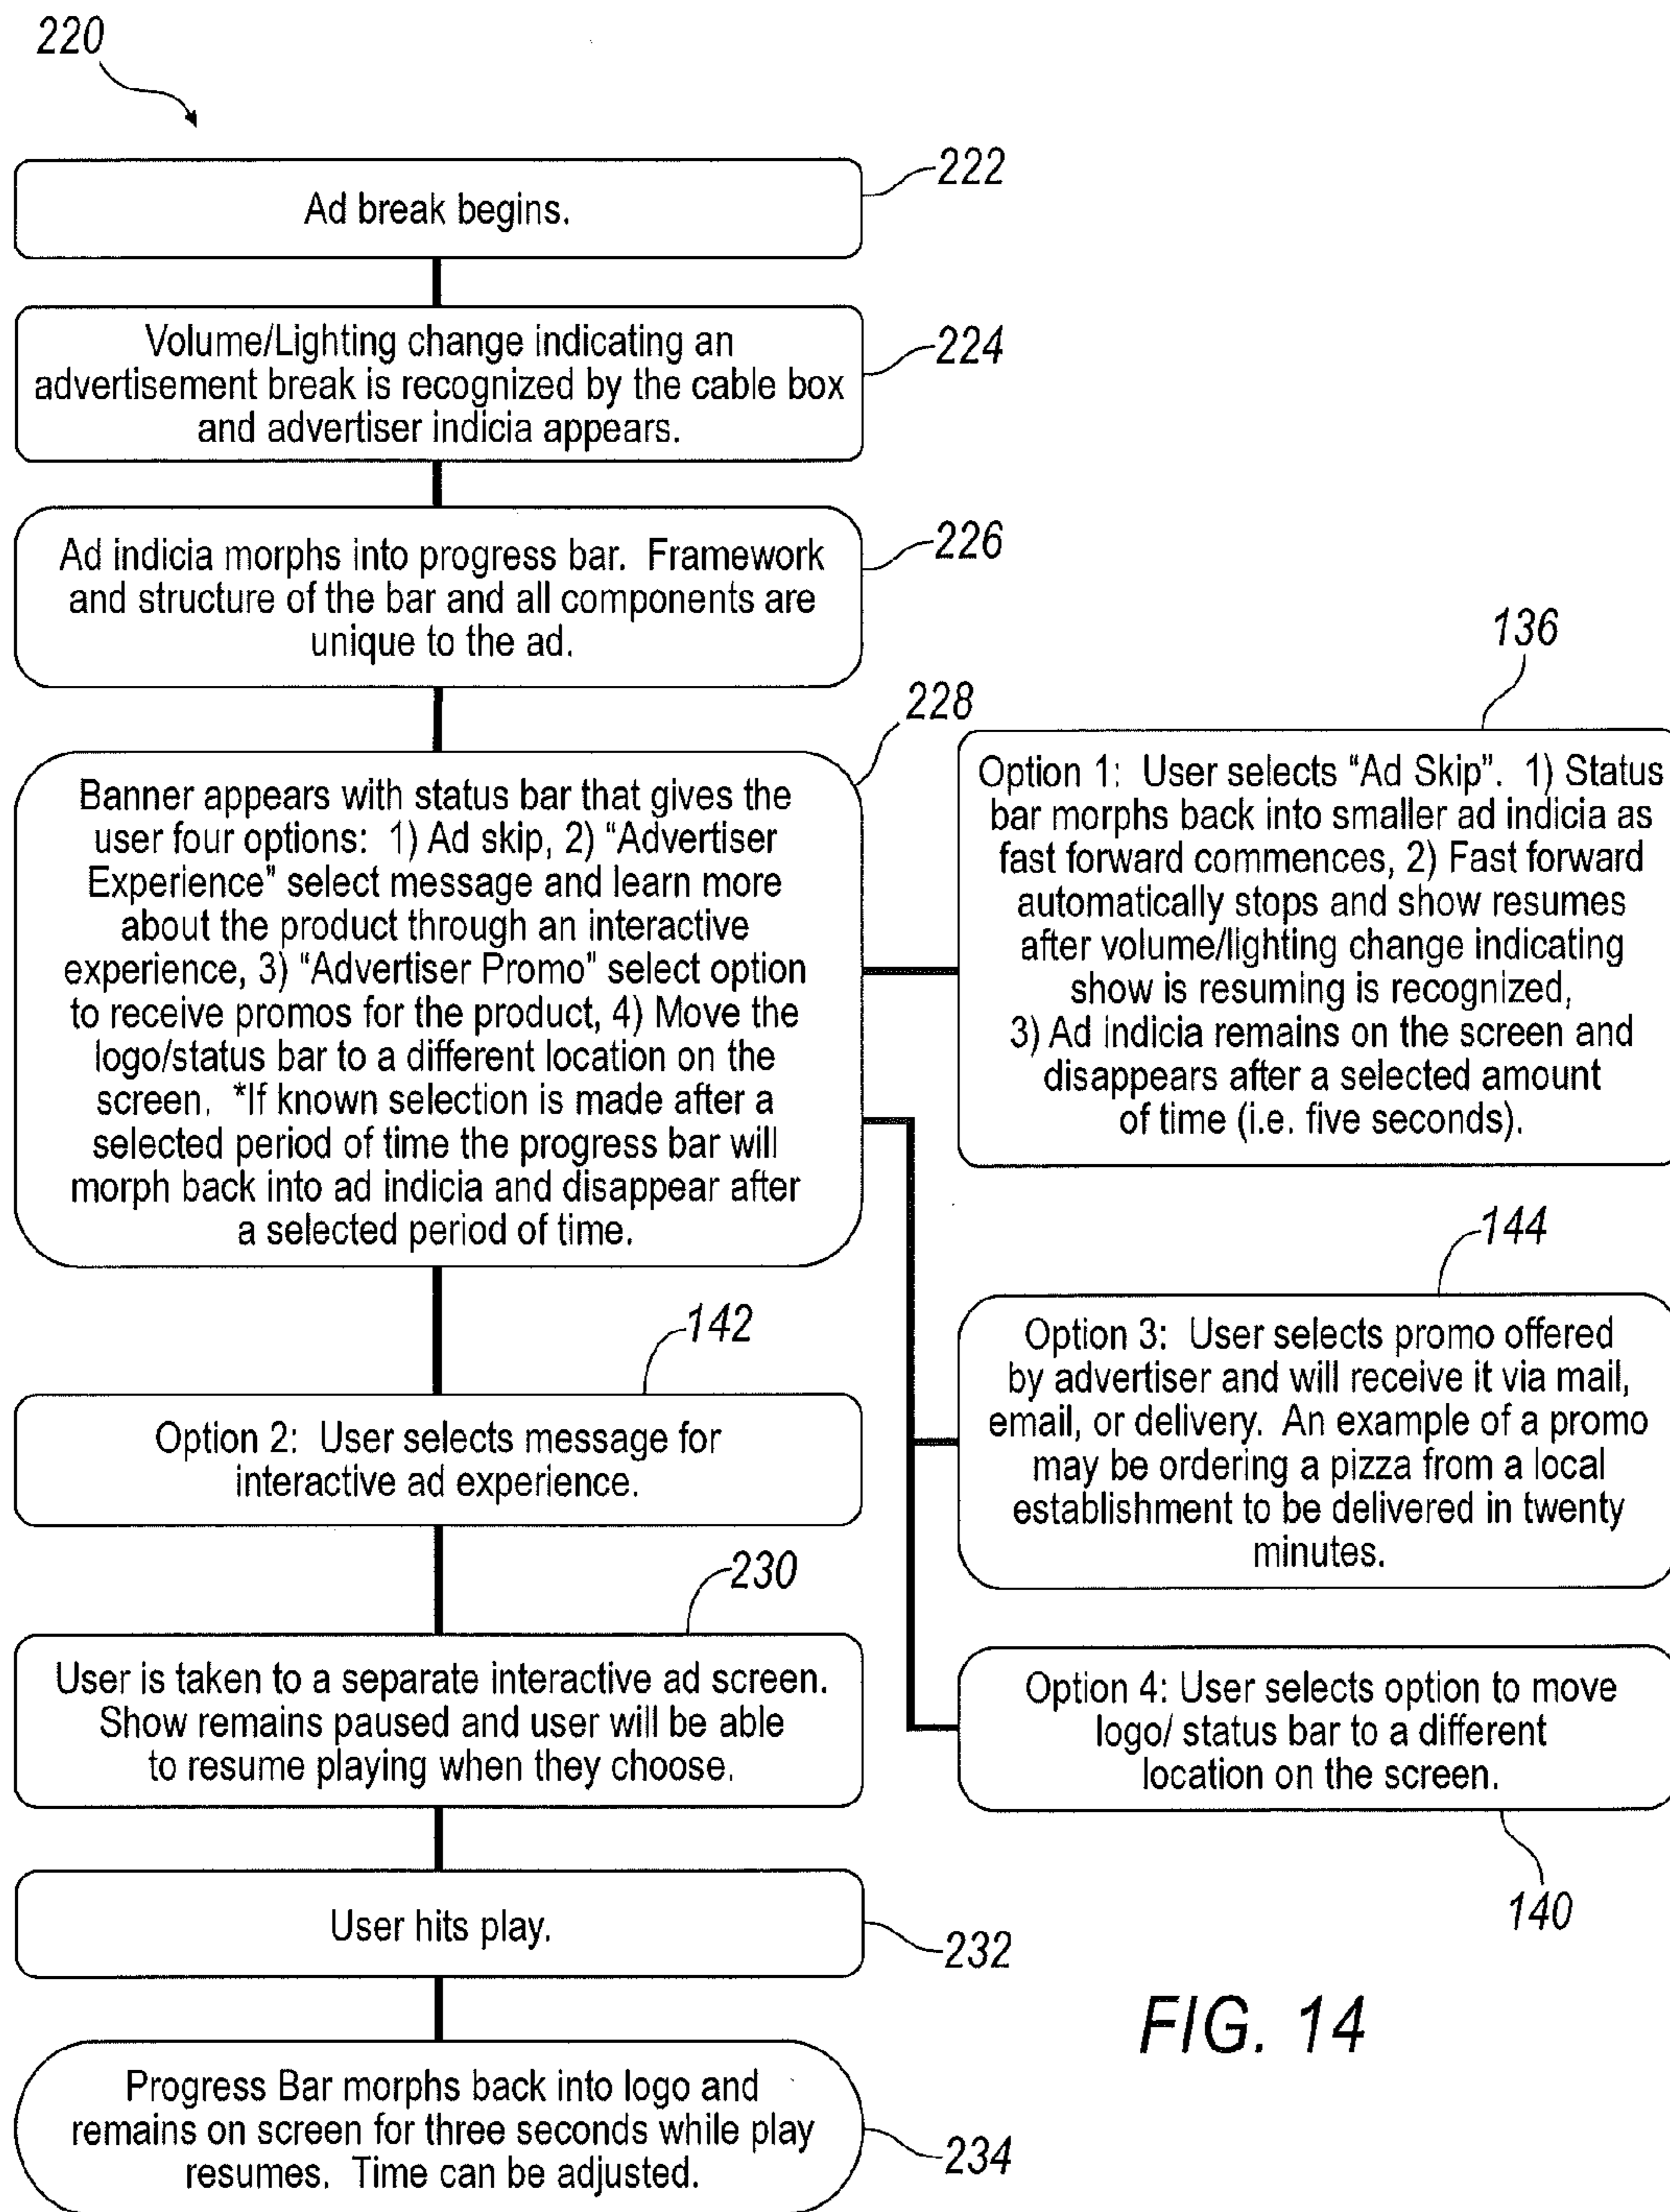 220
Ad break begins.
222
Volume/Lighting change indicating an
advertisement break is recognized by the cable box
and advertiser indicia appears.
224
Ad indicia morphs into progress bar. Framework
and structure of the bar and all components are
unique to the ad.
226
228
Banner appears with status bar that gives the
user four options: 1) Ad skip, 2) “Advertiser
Experience” select message and learn more
about the product through an interactive
experience, 3) “Advertiser Promo” select option
to receive promos for the product, 4) Move the
logo/status bar to a different location on the
screen. *If known selection is made after a
selected period of time the progress bar will
morph back into ad indicia and disappear after
a selected period of time.
136
Option 1: User selects “Ad Skip”. 1) Status
bar morphs back into smaller ad indicia as
fast forward commences, 2) Fast forward
automatically stops and show resumes
after volume/lighting change indicating
show is resuming is recognized,
3) Ad indicia remains on the screen and
disappears after a selected amount
of time (i.e. five seconds).
144
Option 3: User selects promo offered
by advertiser and will receive it via mail,
email, or delivery. An example of a promo
may be ordering a pizza from a local
establishment to be delivered in twenty
minutes.
Option 4: User selects option to move
logo/ status bar to a different
location on the screen.
140
142
Option 2: User selects message for
interactive ad experience.
230
User is taken to a separate interactive ad screen.
Show remains paused and user will be able
to resume playing when they choose.
User hits play.
232
Progress Bar morphs back into logo and
remains on screen for three seconds while play
resumes. Time can be adjusted.
234
FIG. 14